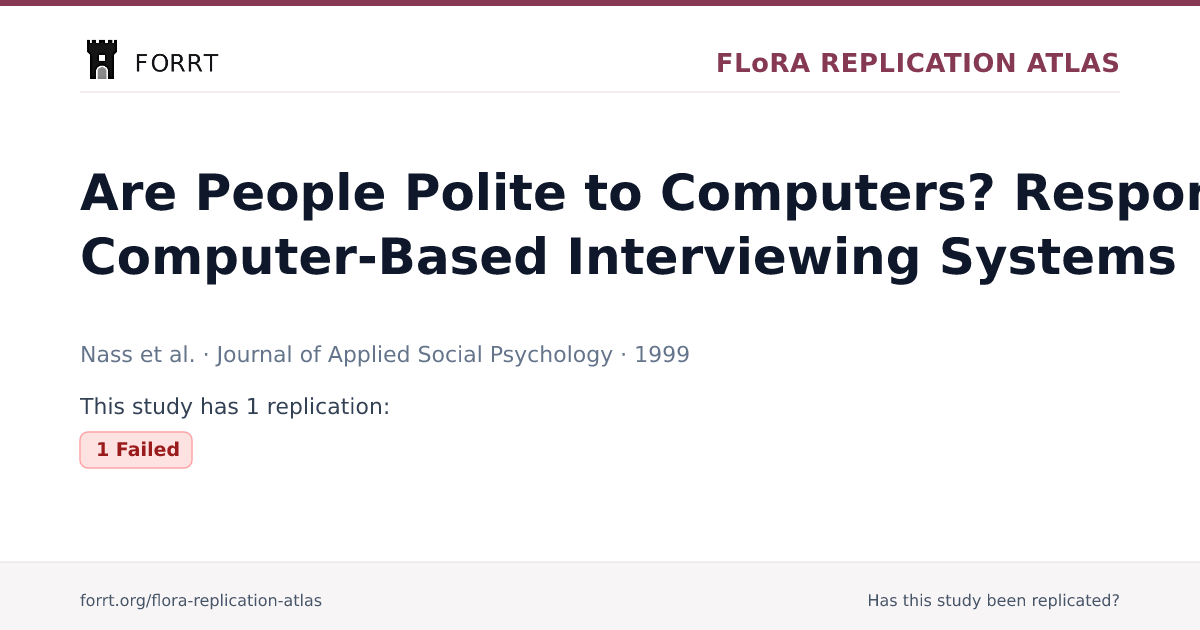 FORRT
FLoRA REPLICATION ATLAS
Are People Polite to Computers?
Computer-Based Interviewing Systems
Nass et al. · Journal of Applied Social Psychology · 1999
This study has 1 replication:
1 Failed
forrt.org/flora-replication-atlas
Has this study been replicated?